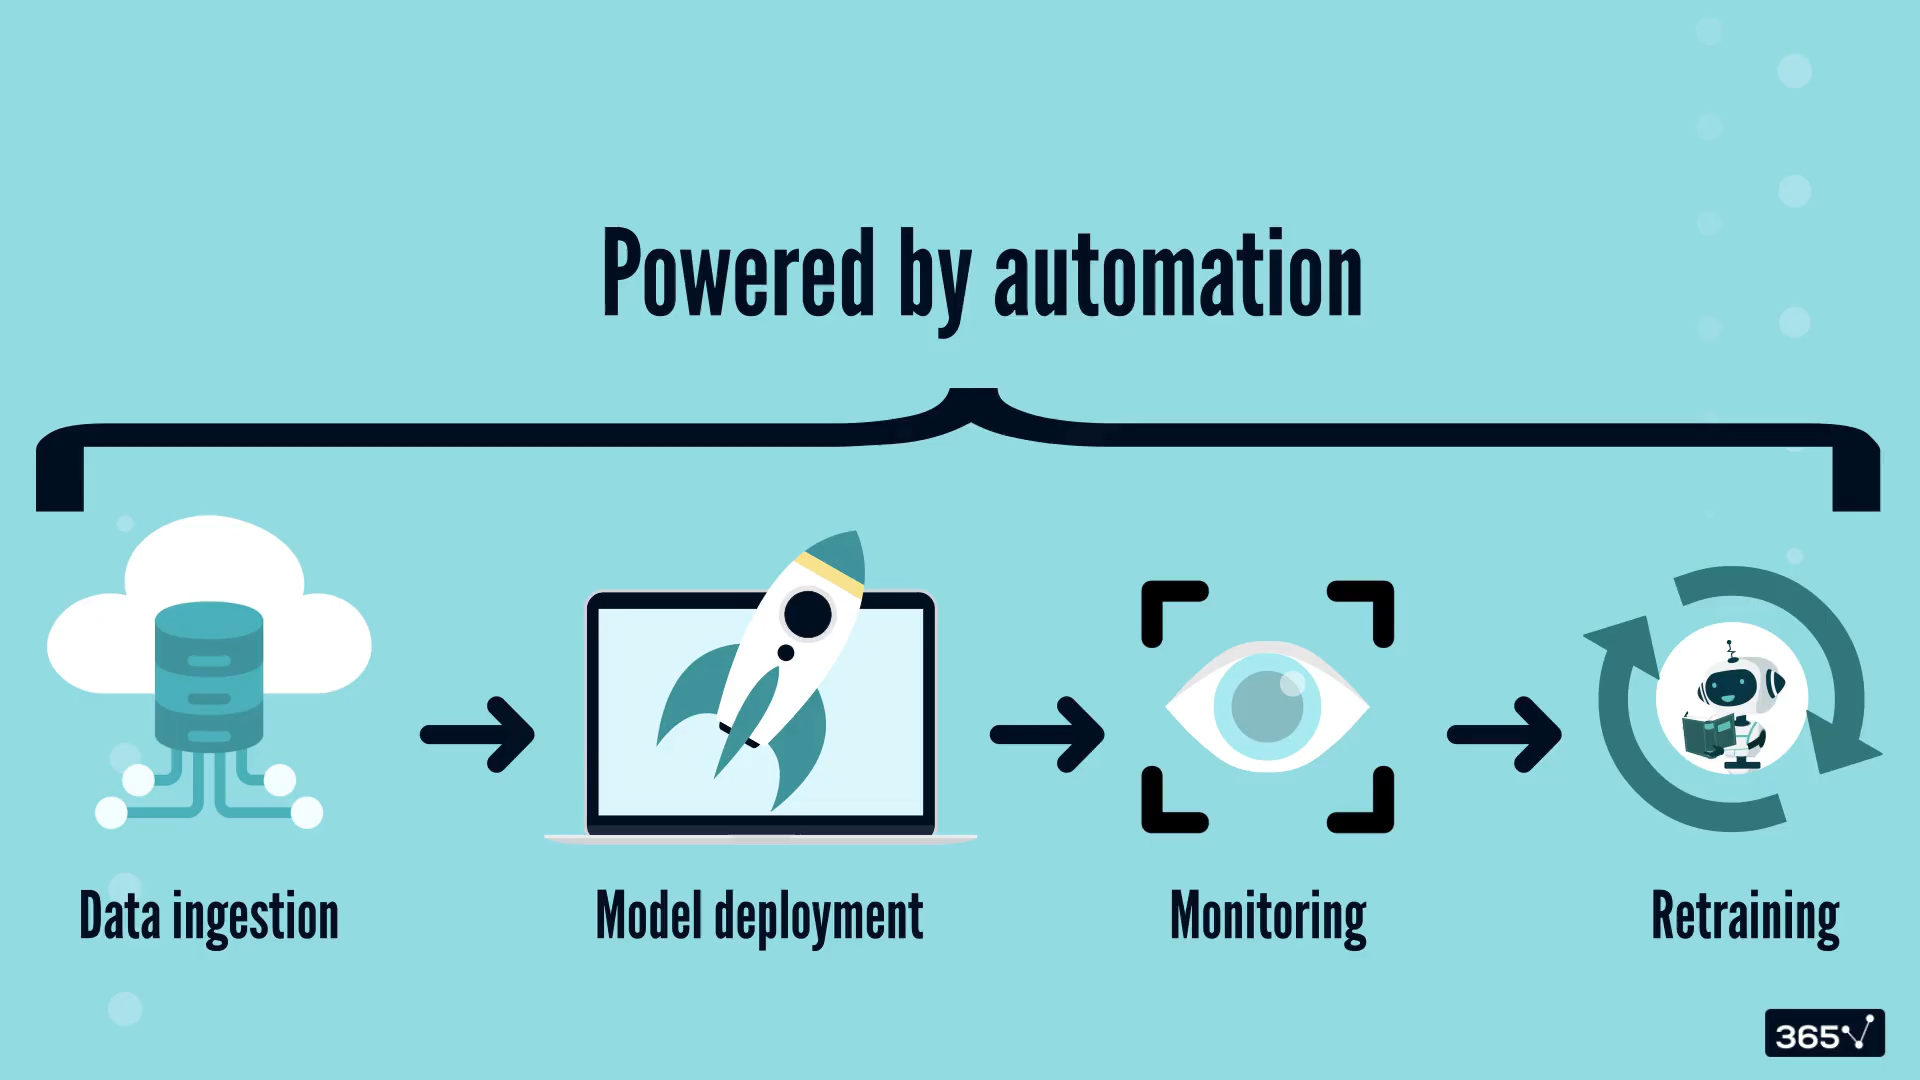 Powered by automation
Data ingestion
Model deployment
Monitoring
Retraining
365